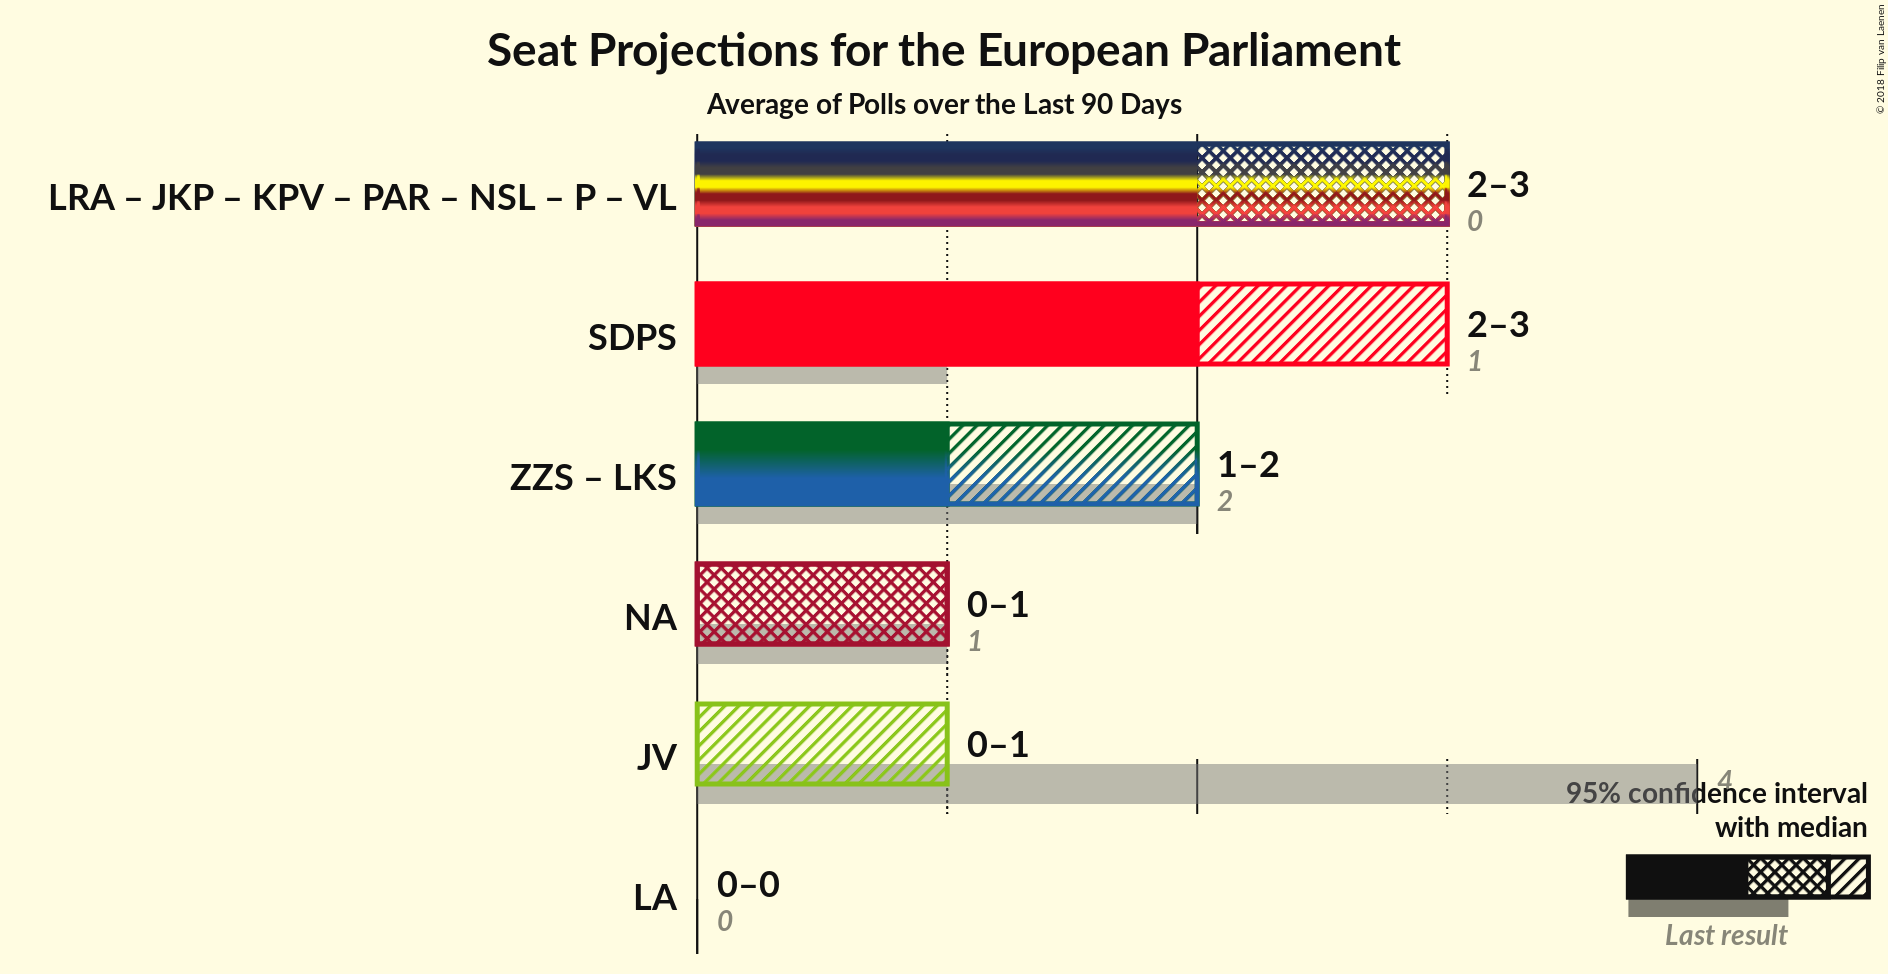 Seat Projections for the European Parliament
Average of Polls over the Last 90 Days
© 2018 Filip van Laenen
LRA – JKP – KPV – PAR – NSL – P – VL
2–3
0
SDPS
2–3
1
ZZS – LKS
1–2
2
NA
0–1
1
JV
0–1
4
LA
0–0
0
95% confidence interval
with median
Last result